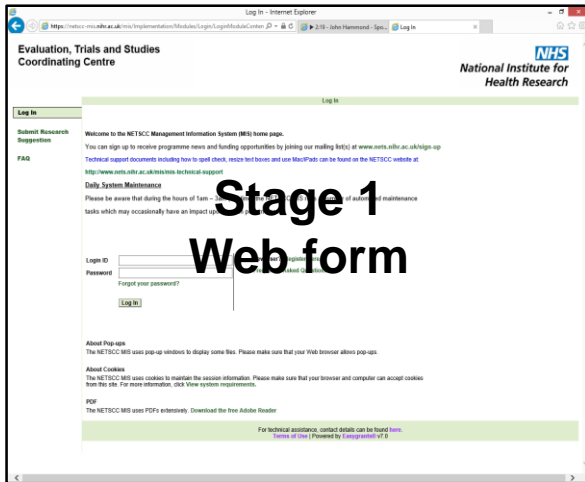 Log In - Internet Explorer
https://netscc-mis.nihr.ac.uk/mis/Implementation/Modules/Login/LoginModuleConten
2:19 - John Hammond - Spo...
Log In
Evaluation, Trials and Studies
Coordinating Centre
NHS
National Institute for
Health Research
Log In
Log In
Submit Research
Suggestion
FAQ
Welcome to the NETSCC Management Information System (MIS) home page.
You can sign up to receive programme news and funding opportunities by joining our mailing list(s) at www.nets.nihr.ac.uk/sign-up
Technical support documents including how to spell check, resize text boxes and use Mac/iPads can be found on the NETSCC website at
http://www.nets.nihr.ac.uk/mis/mis-technical-support
Daily System Maintenance
Please be aware that during the hours of 1am – of automated maintenance
tasks which may occasionally have an impact upon
Stage 1
Web form
Login ID
Password
Forgot your password?
Log In
About Pop-ups
The NETSCC MIS uses pop-up windows to display some files. Please make sure that your Web browser allows pop-ups.
About Cookies
The NETSCC MIS uses cookies to maintain the session information. Please make sure that your browser and computer can accept cookies
from this site. For more information, click View system requirements.
PDF
The NETSCC MIS uses PDFs extensively. Download the free Adobe Reader
For technical assistance, contact details can be found here.
Terms of Use | Powered by Easygrants® v7.0